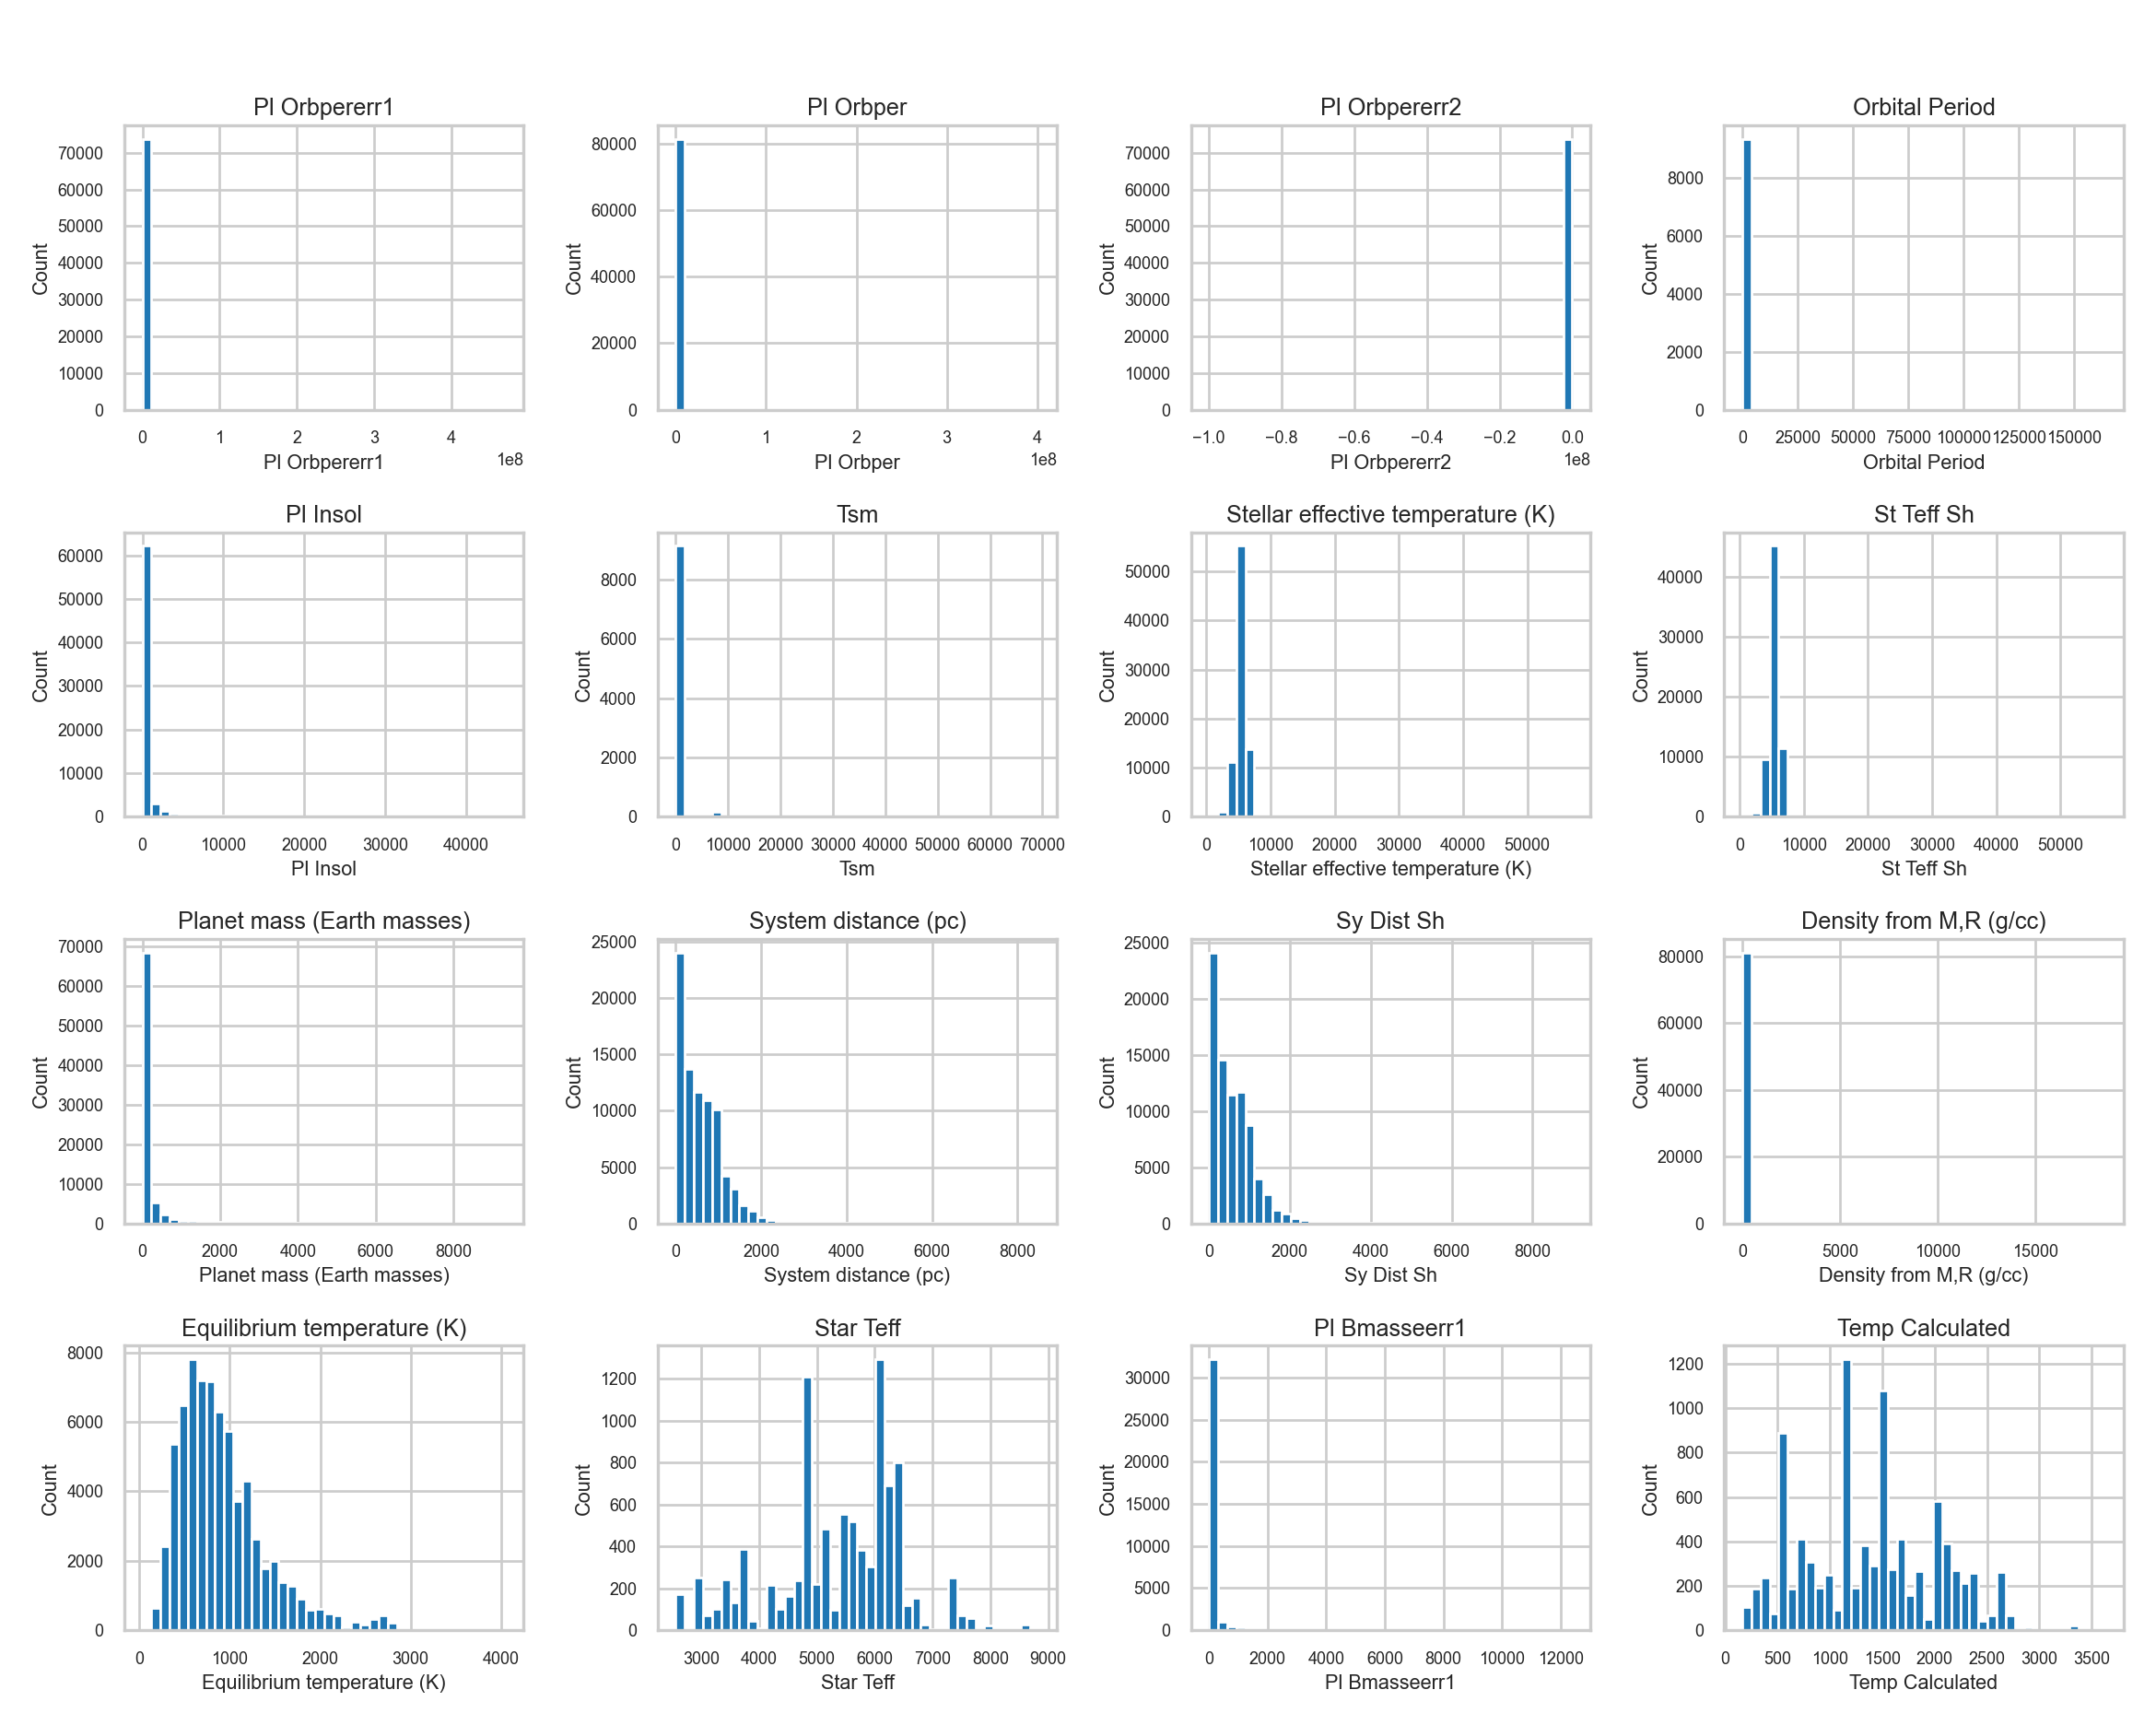 Pl Orbpererr1
70000
60000
50000
40000
30000
20000
10000
0
Count
0 1 2 3 4
1e8
Pl Orbpererr1
Pl Orbper
80000
60000
40000
20000
0
Count
0 1 2 3 4
1e8
Pl Orbper
Pl Orbpererr2
70000
60000
50000
40000
30000
20000
10000
0
Count
−1.0 −0.8 −0.6 −0.4 −0.2 0.0
1e8
Pl Orbpererr2
Orbital Period
8000
6000
4000
2000
0
Count
0 25000 50000 75000 100000 125000 150000
Orbital Period
Pl Insol
60000
50000
40000
30000
20000
10000
0
Count
0 10000 20000 30000 40000
Pl Insol
Tsm
8000
6000
4000
2000
0
Count
0 10000 20000 30000 40000 50000 60000 70000
Tsm
Stellar effective temperature (K)
50000
40000
30000
20000
10000
0
Count
0 10000 20000 30000 40000 50000
Stellar effective temperature (K)
St Teff Sh
40000
30000
20000
10000
0
Count
0 10000 20000 30000 40000 50000
St Teff Sh
Planet mass (Earth masses)
70000
60000
50000
40000
30000
20000
10000
0
Count
0 2000 4000 6000 8000
Planet mass (Earth masses)
System distance (pc)
25000
20000
15000
10000
5000
0
Count
0 2000 4000 6000 8000
System distance (pc)
Sy Dist Sh
25000
20000
15000
10000
5000
0
Count
0 2000 4000 6000 8000
Sy Dist Sh
Density from M,R (g/cc)
80000
60000
40000
20000
0
Count
0 5000 10000 15000
Density from M,R (g/cc)
Equilibrium temperature (K)
8000
6000
4000
2000
0
Count
0 1000 2000 3000 4000
Equilibrium temperature (K)
Star Teff
1200
1000
800
600
400
200
0
Count
3000 4000 5000 6000 7000 8000 9000
Star Teff
Pl Bmasseerr1
30000
25000
20000
15000
10000
5000
0
Count
0 2000 4000 6000 8000 10000 12000
Pl Bmasseerr1
Temp Calculated
1200
1000
800
600
400
200
0
Count
0 500 1000 1500 2000 2500 3000 3500
Temp Calculated